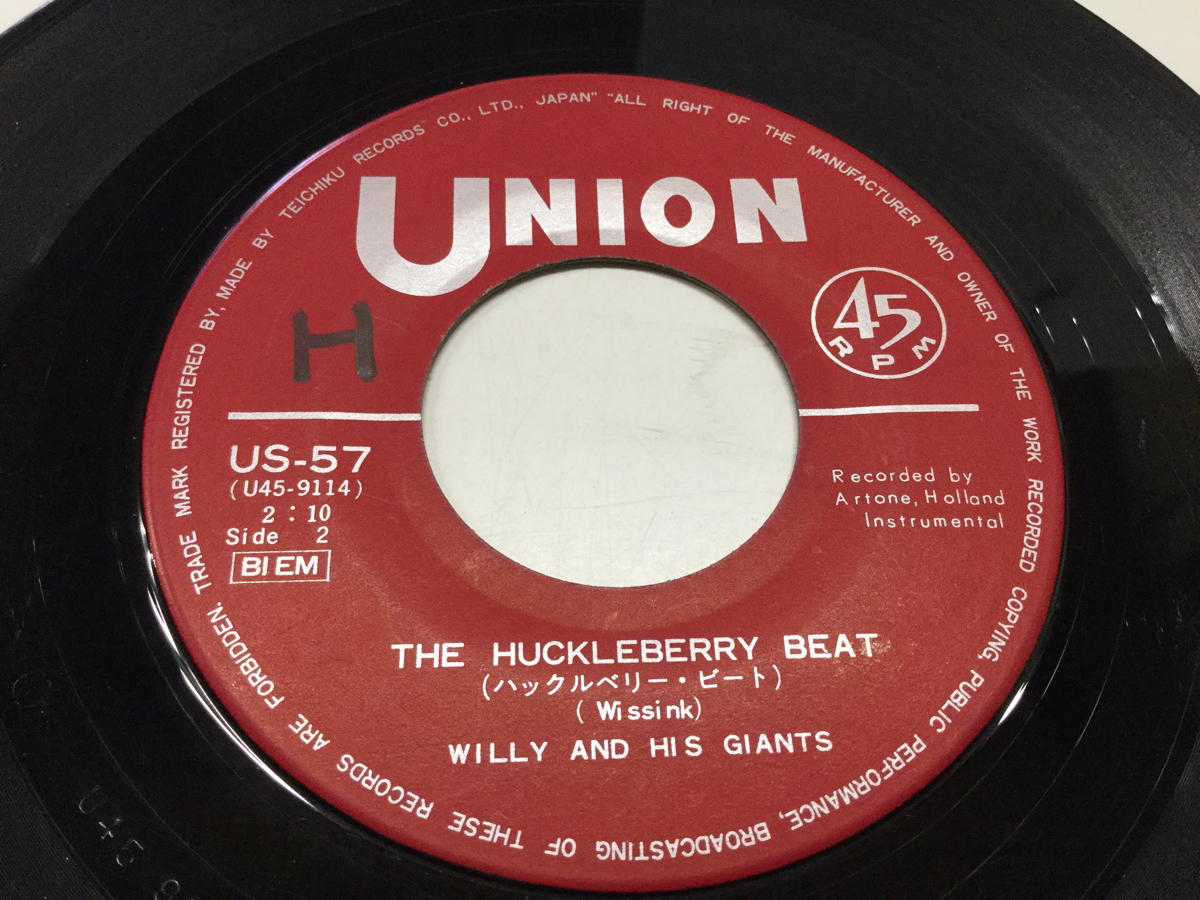 TRADE MARK REGISTERED BY, MADE BY TEICHIKU RECORDS CO., LTD., JAPAN" "ALL RIGHT OF THE MANUFACTURER AND OWNER OF THE WORK RECORDED COPYING, PUBLIC PERFORMANCE, BROADCASTING OF THESE RECORDS ARE FORBIDDEN.
UNION
H
45
RPM
US-57
(U45-9114)
2:10
Side 2
BIEM
Recorded by
Artone, Holland
Instrumental
THE HUCKLEBERRY BEAT
(ハックルベリー・ビート)
( Wissink)
WILLY AND HIS GIANTS
U45 9